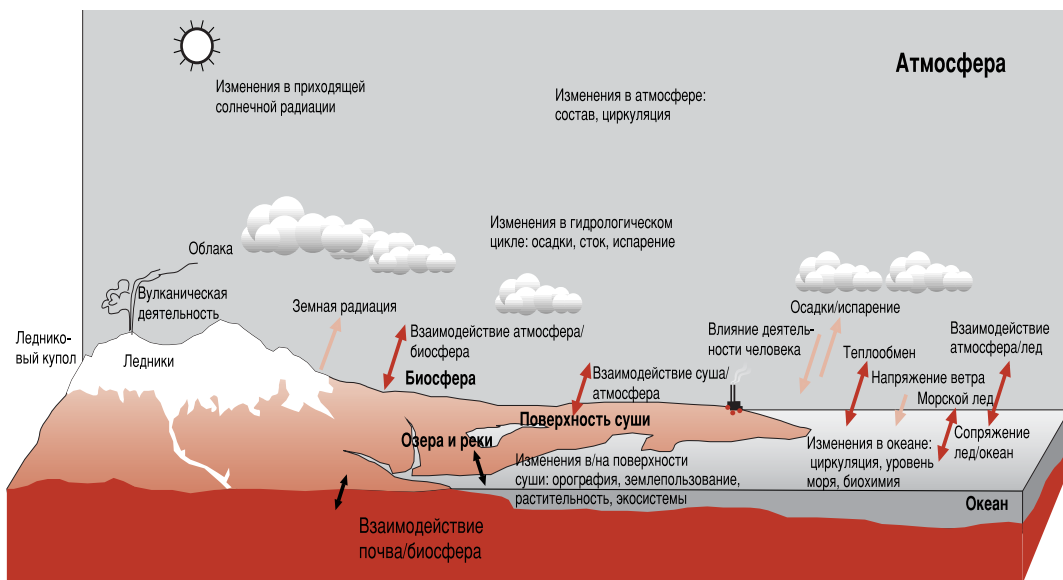 Атмосфера
Изменения в приходящей
солнечной радиации
Изменения в атмосфере:
состав, циркуляция
Изменения в гидрологическом
цикле: осадки, сток, испарение
Облака
Вулканическая
деятельность
Земная радиация
Осадки/испарение
Леднико-
вый купол
Ледники
Взаимодействие атмосфера/
биосфера
Биосфера
Влияние деятель-
ности человека
Взаимодействие
атмосфера/лед
Теплообмен
Напряжение ветра
Морской лед
Взаимодействие суша/
атмосфера
Поверхность суши
Озера и реки
Изменения в/на поверхности
суши: орография, землепользование,
растительность, экосистемы
Изменения в океане:
циркуляция, уровень
моря, биохимия
Сопряжение
лед/океан
Океан
Взаимодействие
почва/биосфера